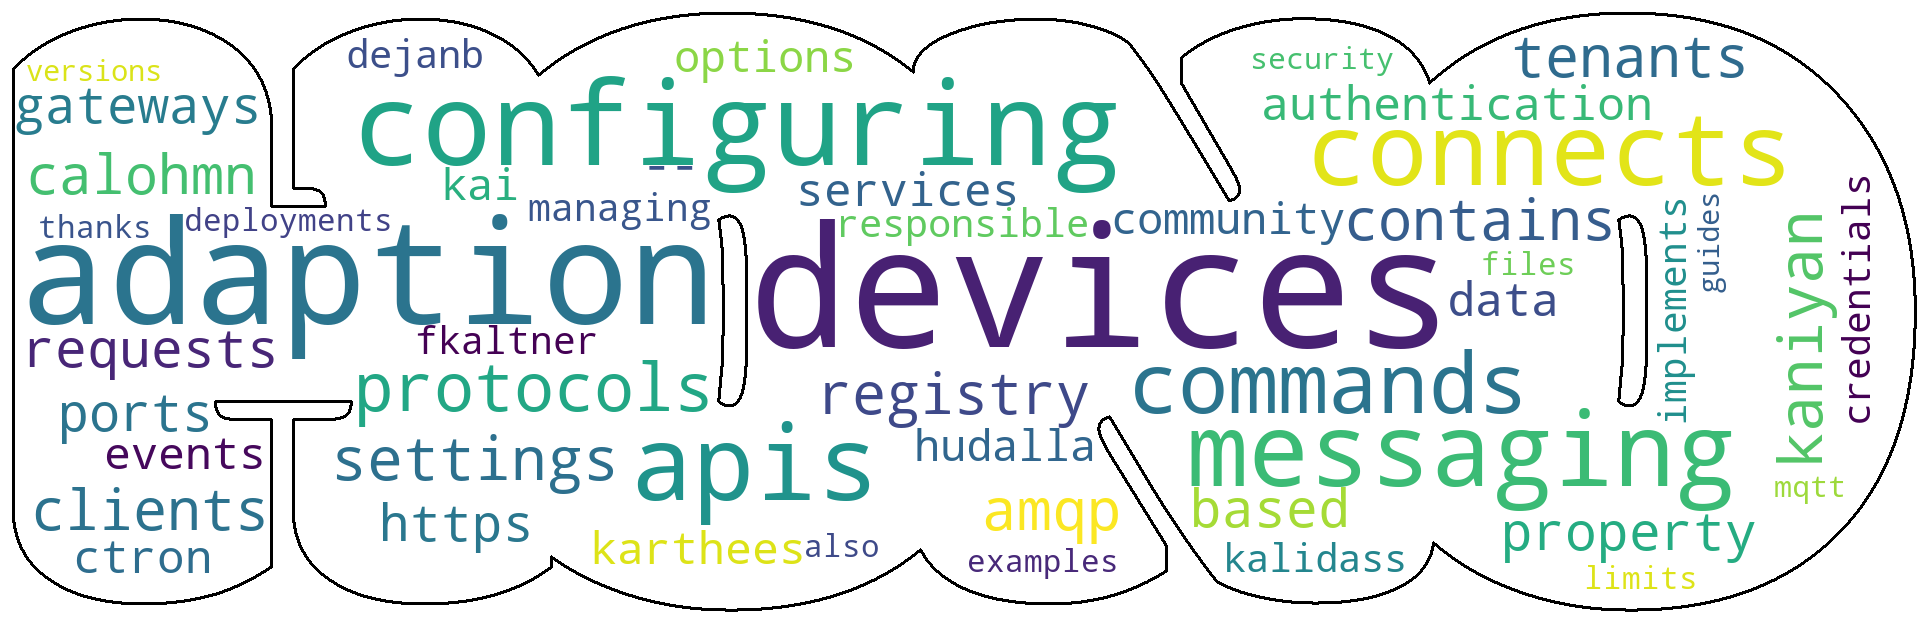 versions
gateways
calohmn
thanks
deployments
dejanb
options
configuring
kai
--
managing
services
responsible
adaption
devices
security
tenants
authentication
connects
community
contains
files
data
implements
guides
kaniyan
credentials
requests
fkaltner
protocols
registry
commands
ports
events
settings
apis
hudalla
messaging
mqtt
clients
ctron
https
karthees
also
amqp
examples
based
kalidass
property
limits